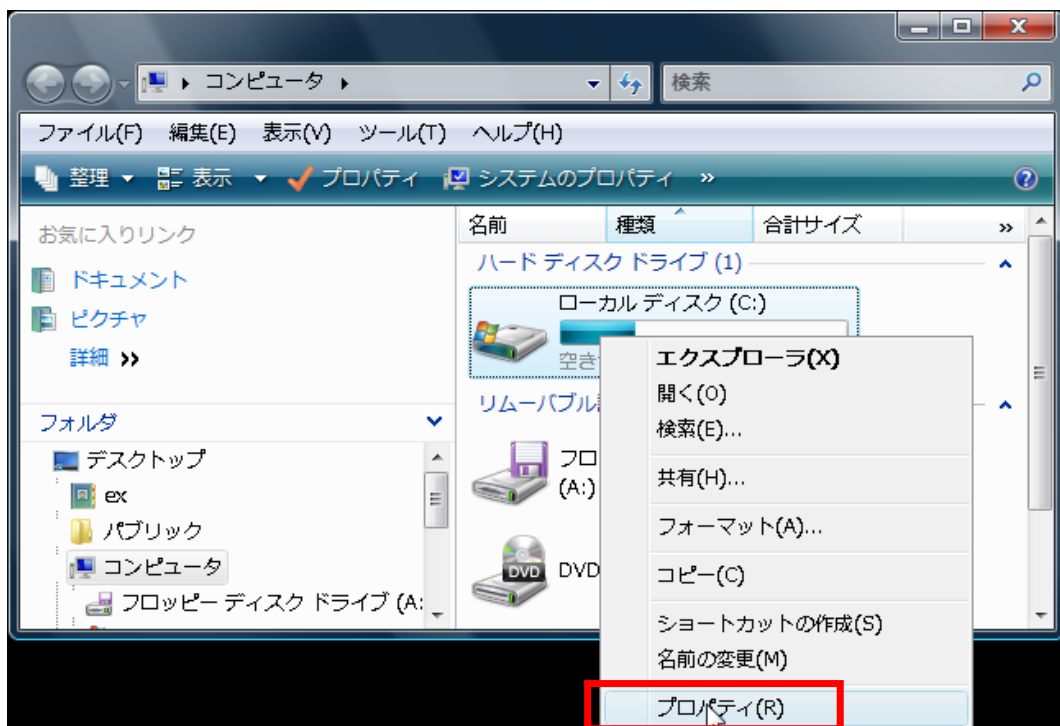 コンピュータ
検索
ファイル(F) 編集(E) 表示(V) ツール(T) ヘルプ(H)
整理 表示 プロパティ システムのプロパティ »
お気に入りリンク
ドキュメント
ピクチャ
詳細 »
フォルダ
デスクトップ
ex
パブリック
コンピュータ
フロッピー ディスク ドライブ (A:
名前 種類 合計サイズ »
ハード ディスク ドライブ (1)
ローカル ディスク (C:)
空き
リムーバブル
フロ
(A:)
DVD DVD
エクスプローラ(X)
開く(O)
検索(E)...
共有(H)...
フォーマット(A)...
コピー(C)
ショートカットの作成(S)
名前の変更(M)
プロパティ(R)